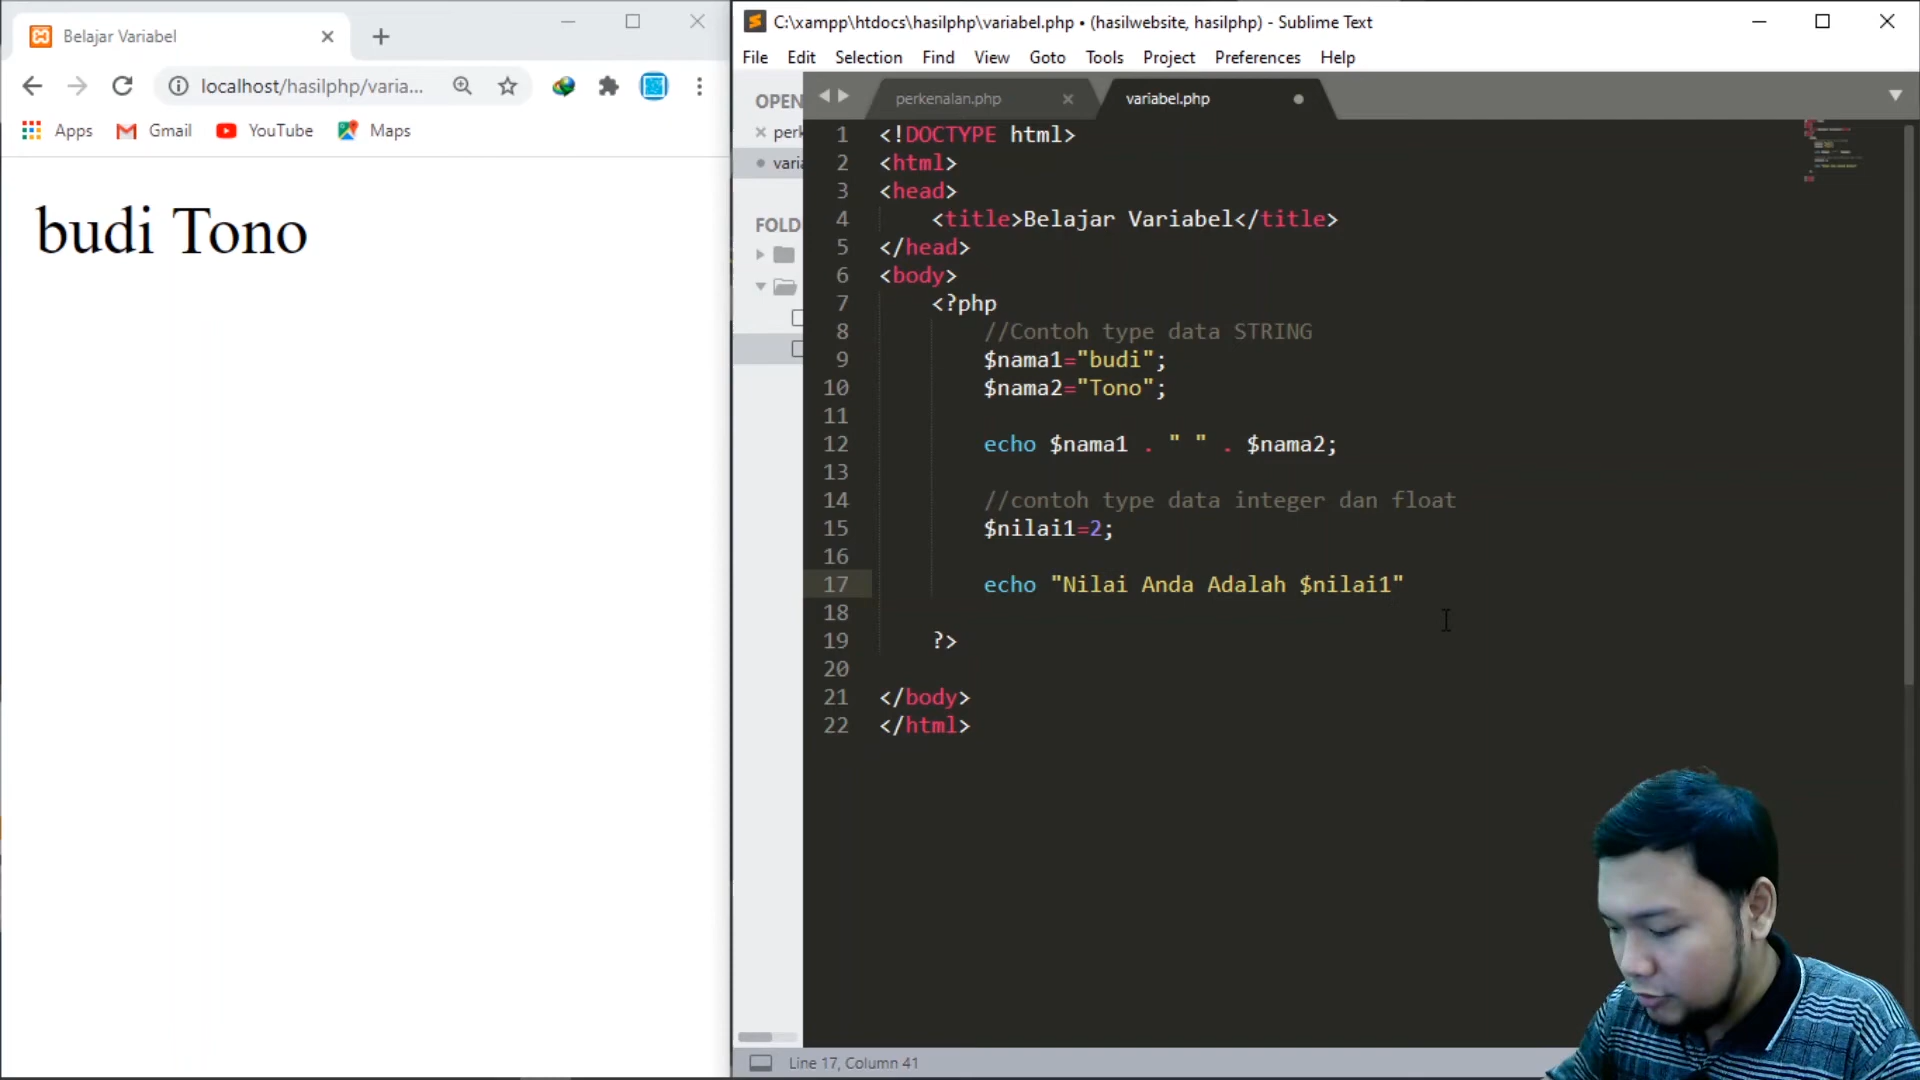 Belajar Variabel
localhost/hasilphp/varia...
Apps
Gmail
YouTube
Maps
budi Tono
C:\xampp\htdocs\hasilphp\variabel.php • (hasilwebsite, hasilphp) - Sublime Text
File Edit Selection Find View Goto Tools Project Preferences Help
OPEN
perk
varia
FOLD
perkenalan.php
variabel.php
1 <!DOCTYPE html>
2 <html>
3 <head>
4 <title>Belajar Variabel</title>
5 </head>
6 <body>
7 <?php
8 //Contoh type data STRING
9 $nama1="budi";
10 $nama2="Tono";
11
12 echo $nama1 . " " . $nama2;
13
14 //contoh type data integer dan float
15 $nilai1=2;
16
17 echo "Nilai Anda Adalah $nilai1"
18
19 ?>
20
21 </body>
22 </html>
Line 17, Column 41